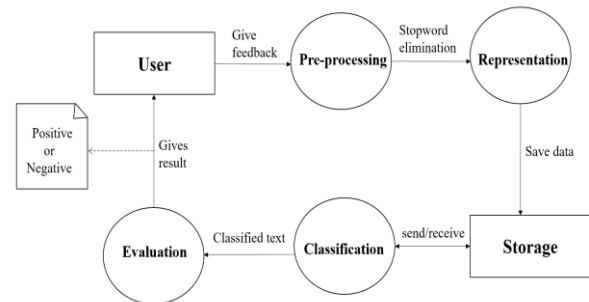 Give
feedback
User
Pre-processing
Stopword
elimination
Representation
Positive
or
Negative
Gives
result
Save data
Evaluation
Classified text
Classification
send/receive
Storage